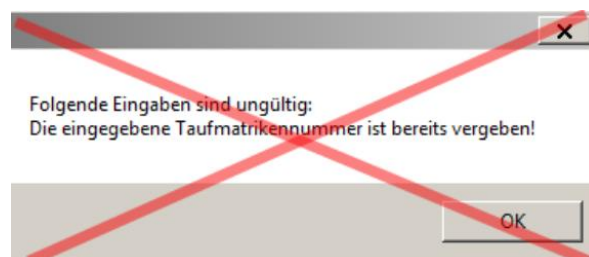 Folgende Eingaben sind ungültig:
Die eingegebene Taufmatrikennummer ist bereits vergeben!
OK